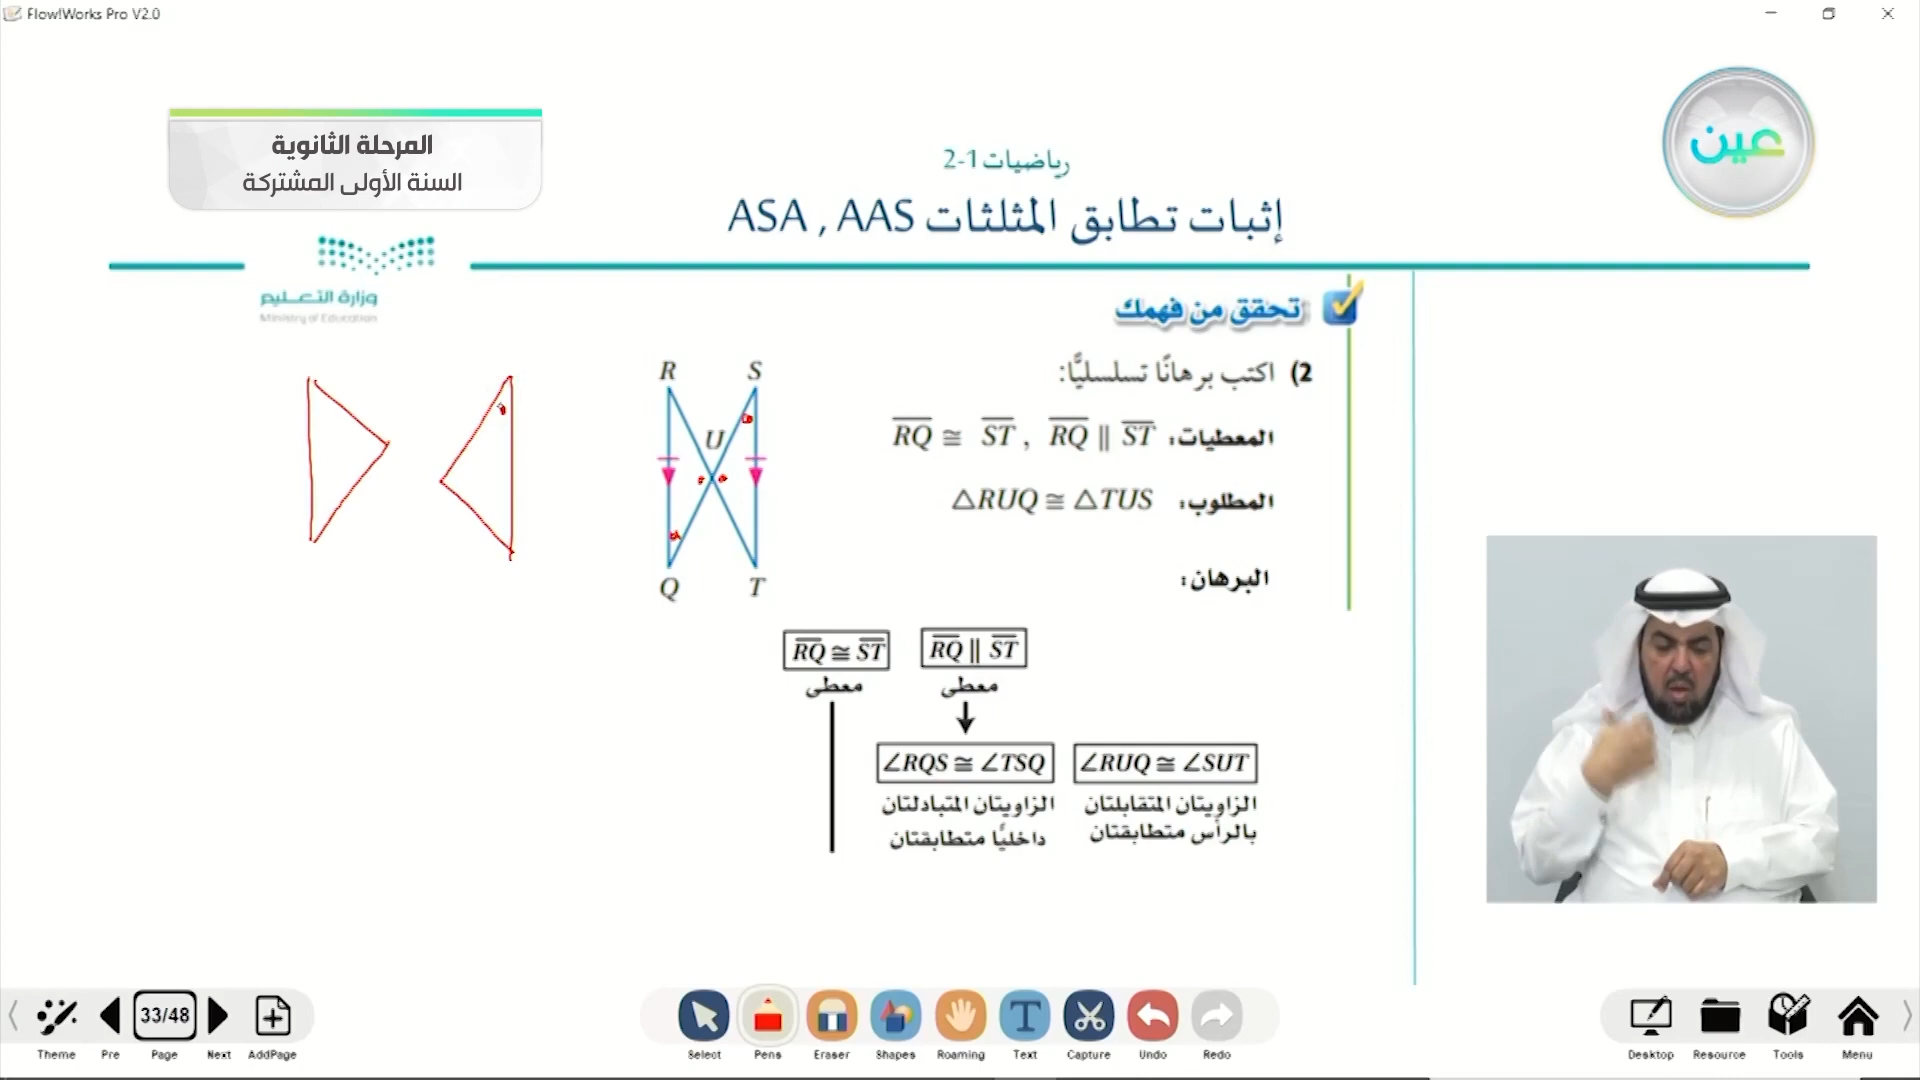 Flow!Works Pro V2.0
المرحلة الثانوية
السنة الأولى المشتركة
رياضيات 1-2
إثبات تطابق المثلثات ASA , AAS
عين
وزارة التعليم
Ministry of Education
تحقق من فهمك
2) اكتب برهانًا تسلسليًّا:
المعطيات: RQ ≅ ST , RQ ∥ ST
المطلوب: △RUQ ≅ △TUS
البرهان:
R S
U
Q T
RQ ∥ ST
معطى
RQ ≅ ST
معطى
∠RUQ ≅ ∠SUT
الزاويتان المتقابلتان
بالرأس متطابقتان
∠RQS ≅ ∠TSQ
الزاويتان المتبادلتان
داخليًّا متطابقتان
33/48
Theme Pre Page Next AddPage
Select Pens Eraser Shapes Roaming Text Capture Undo Redo
Desktop Resource Tools Menu